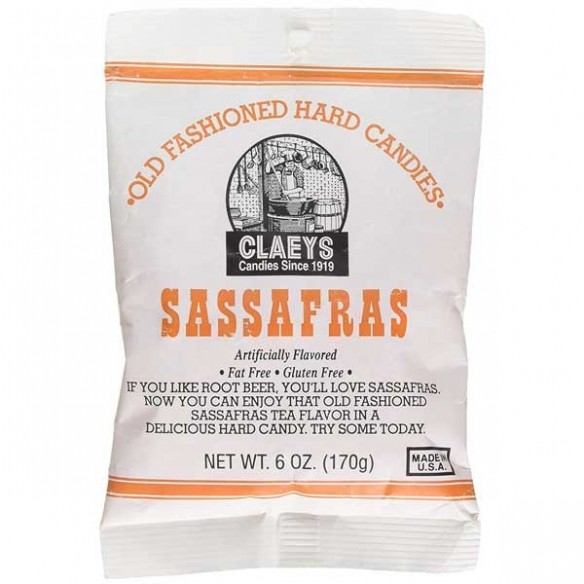 •OLD FASHIONED HARD CANDIES•
CLAEYS
Candies Since 1919
SASSAFRAS
Artificially Flavored
• Fat Free • Gluten Free •
IF YOU LIKE ROOT BEER, YOU'LL LOVE SASSAFRAS.
NOW YOU CAN ENJOY THAT OLD FASHIONED
SASSAFRAS TEA FLAVOR IN A
DELICIOUS HARD CANDY. TRY SOME TODAY.
NET WT. 6 OZ. (170g)
MADE IN
U.S.A.